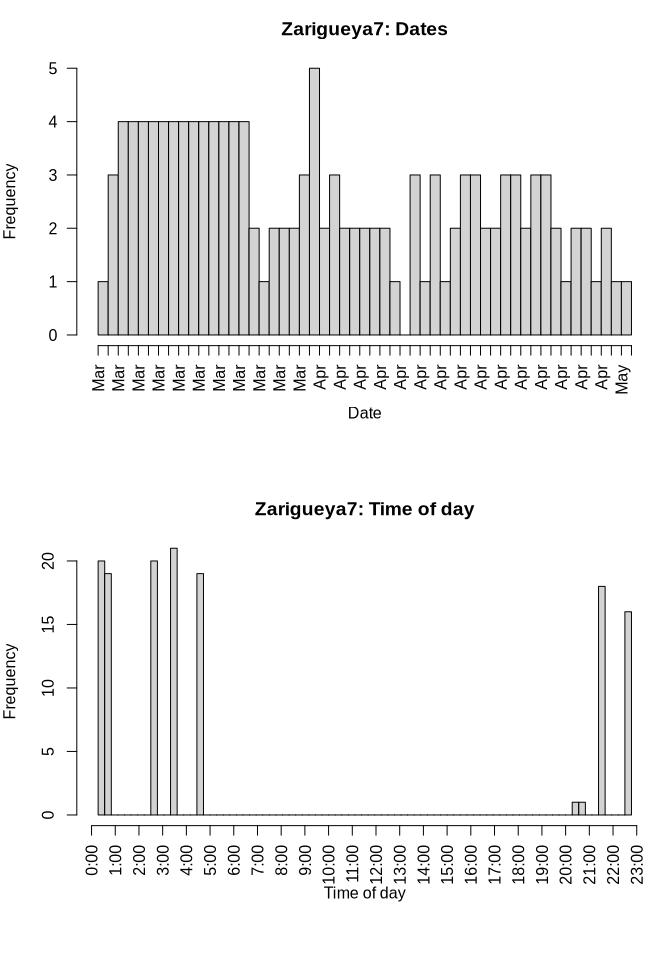 Zarigueya7: Dates
Frequency
5
4
3
2
1
0
Mar Mar Mar Mar Mar Mar Mar Mar Mar Mar Mar Apr Apr Apr Apr Apr Apr Apr Apr Apr Apr Apr Apr Apr Apr Apr May
Date
Zarigueya7: Time of day
Frequency
20
15
10
5
0
0:00 1:00 2:00 3:00 4:00 5:00 6:00 7:00 8:00 9:00 10:00 11:00 12:00 13:00 14:00 15:00 16:00 17:00 18:00 19:00 20:00 21:00 22:00 23:00
Time of day